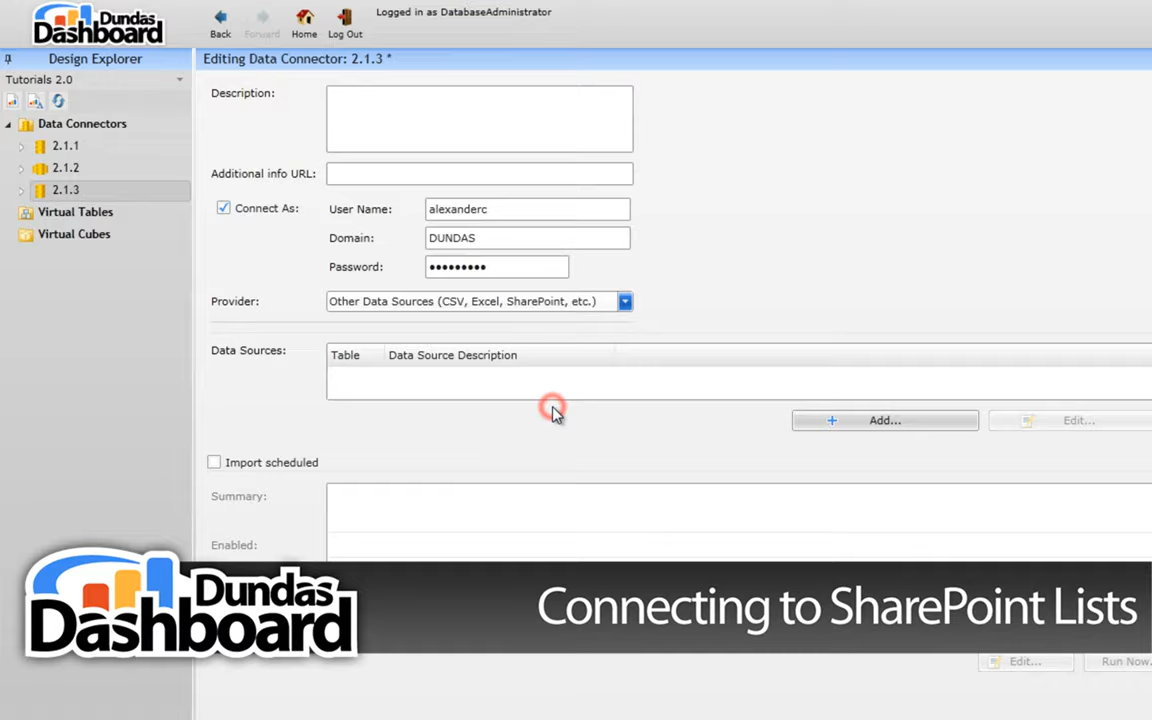 Dundas
Dashboard
Back
Forward
Home
Log Out
Logged in as DatabaseAdministrator
Design Explorer
Editing Data Connector: 2.1.3 *
Tutorials 2.0
Data Connectors
2.1.1
2.1.2
2.1.3
Virtual Tables
Virtual Cubes
Description:
Additional info URL:
Connect As:
User Name:
alexanderc
Domain:
DUNDAS
Password:
•••••••••
Provider:
Other Data Sources (CSV, Excel, SharePoint, etc.)
Data Sources:
Table
Data Source Description
Add...
Edit...
Import scheduled
Summary:
Enabled:
Dundas
Dashboard
Connecting to SharePoint Lists
Edit...
Run Now...